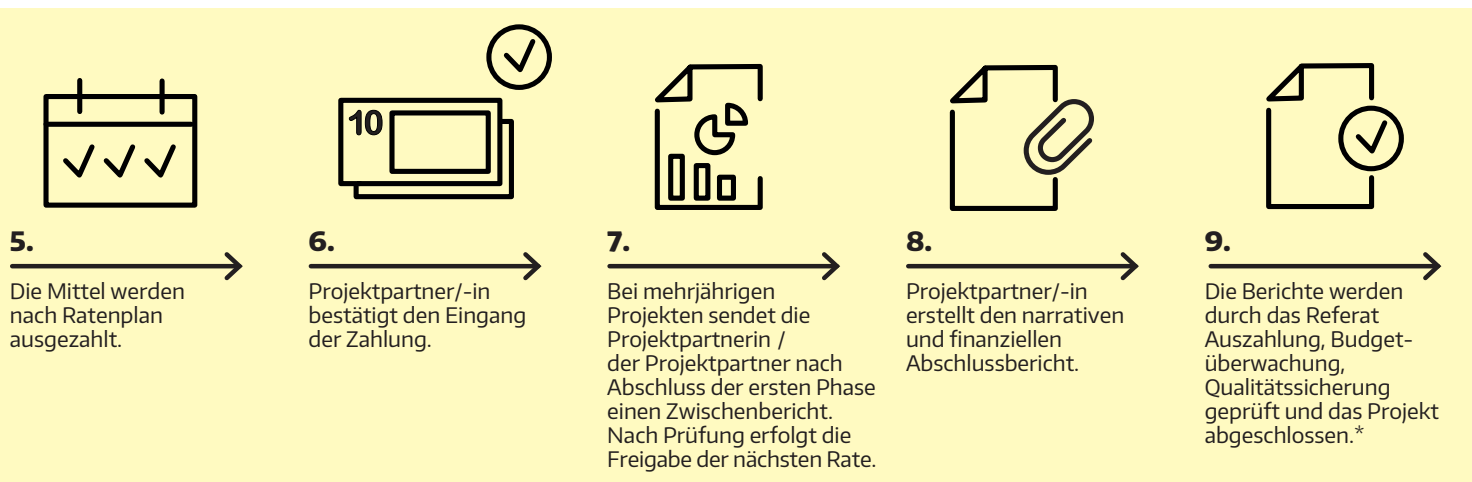 10
5.
Die Mittel werden
nach Ratenplan
ausgezahlt.
6.
Projektpartner/-in
bestätigt den Eingang
der Zahlung.
7.
Bei mehrjährigen
Projekten sendet die
Projektpartnerin /
der Projektpartner nach
Abschluss der ersten Phase
einen Zwischenbericht.
Nach Prüfung erfolgt die
Freigabe der nächsten Rate.
8.
Projektpartner/-in
erstellt den narrativen
und finanziellen
Abschlussbericht.
9.
Die Berichte werden
durch das Referat
Auszahlung, Budget-
überwachung,
Qualitätssicherung
geprüft und das Projekt
abgeschlossen.*